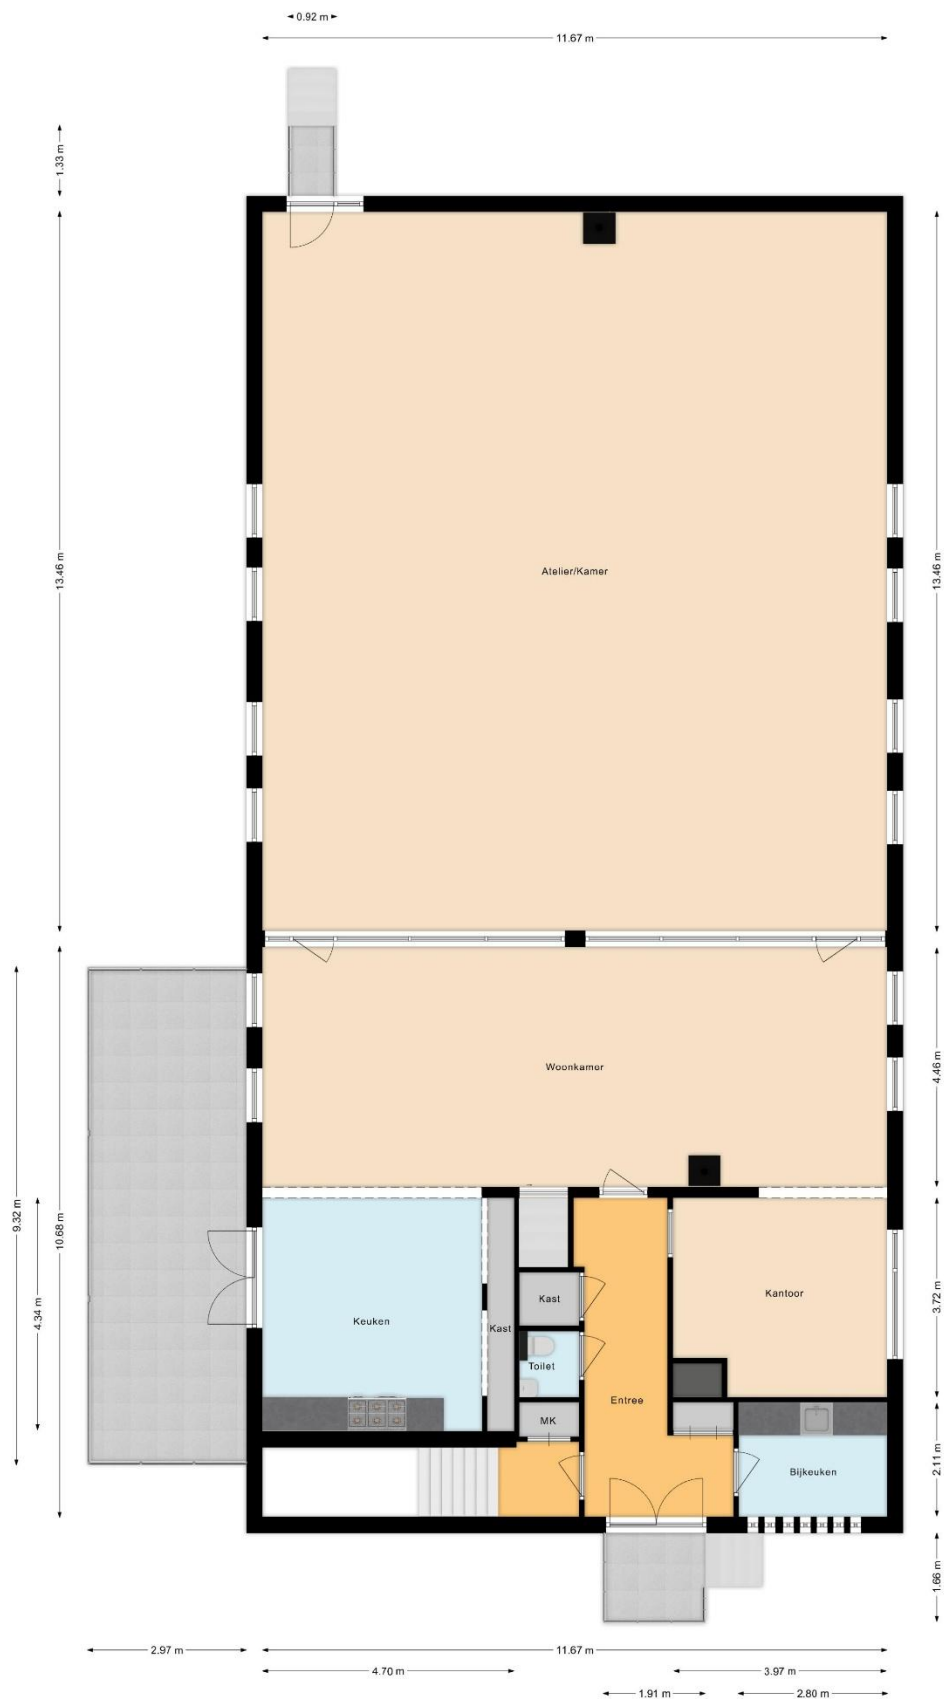 0.92 m
11.67 m
1.33 m
13.46 m
13.46 m
Atelier/Kamer
Woonkamer
4.46 m
9.32 m
10.68 m
4.34 m
Keuken
Kast
Kast
Toilet
MK
Entree
Kantoor
3.72 m
Bijkeuken
2.11 m
1.66 m
2.97 m
11.67 m
4.70 m
3.97 m
1.91 m
2.80 m